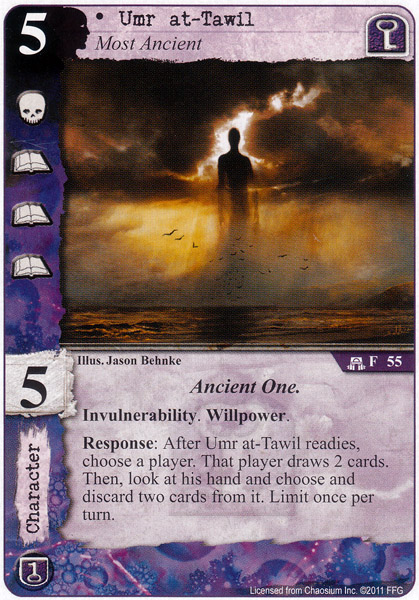 5
• Umr at-Tawil
Most Ancient
Illus. Jason Behnke
F 55
5
Ancient One.
Invulnerability. Willpower.
Response: After Umr at-Tawil readies,
choose a player. That player draws 2 cards.
Then, look at his hand and choose and
discard two cards from it. Limit once per
turn.
Character
1
Licensed from Chaosium Inc. ©2011 FFG